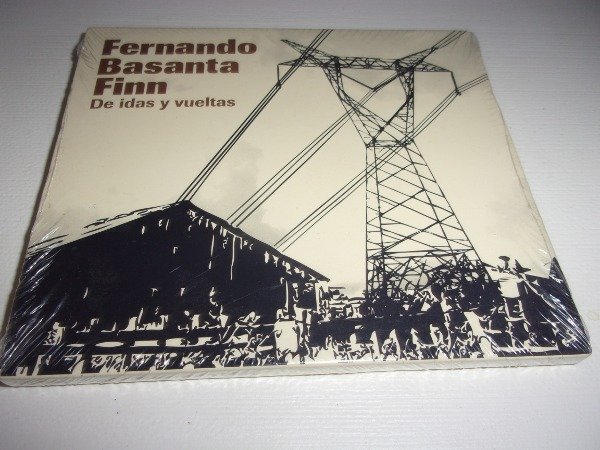 Fernando
Basanta
Finn
De idas y vueltas